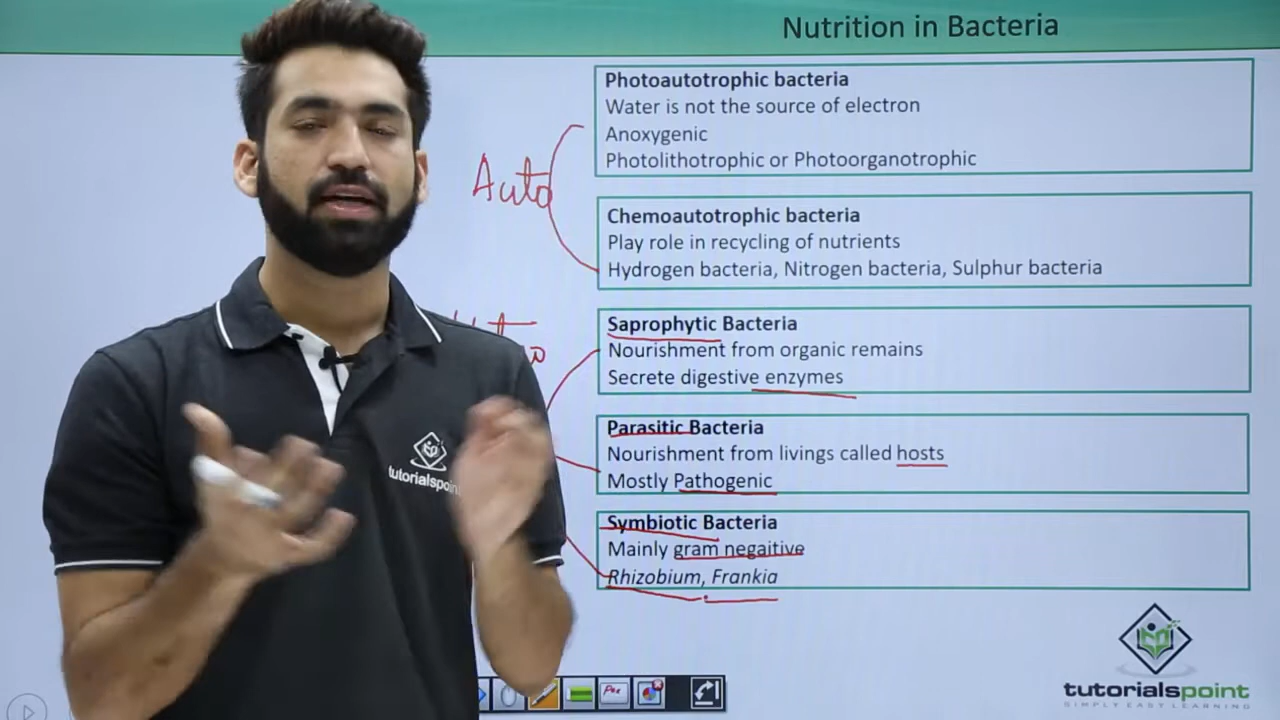 Nutrition in Bacteria
Photoautotrophic bacteria
Water is not the source of electron
Anoxygenic
Photolithotrophic or Photoorganotrophic
Auto
Chemoautotrophic bacteria
Play role in recycling of nutrients
Hydrogen bacteria, Nitrogen bacteria, Sulphur bacteria
Saprophytic Bacteria
Nourishment from organic remains
Secrete digestive enzymes
Parasitic Bacteria
Nourishment from livings called hosts
Mostly Pathogenic
Symbiotic Bacteria
Mainly gram negaitive
Rhizobium, Frankia
tutorialspoint
tutorialspoint
SIMPLY EASY LEARNING
Pen